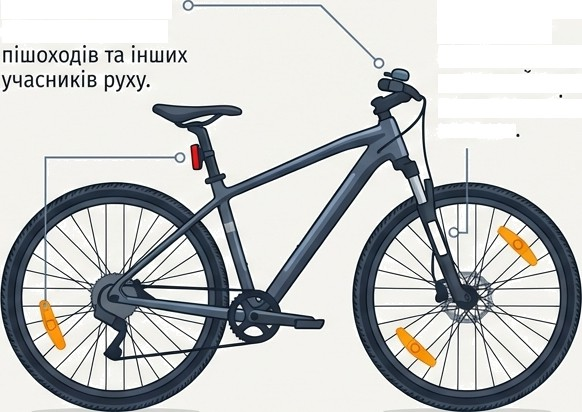 пішоходів та інших
учасників руху.